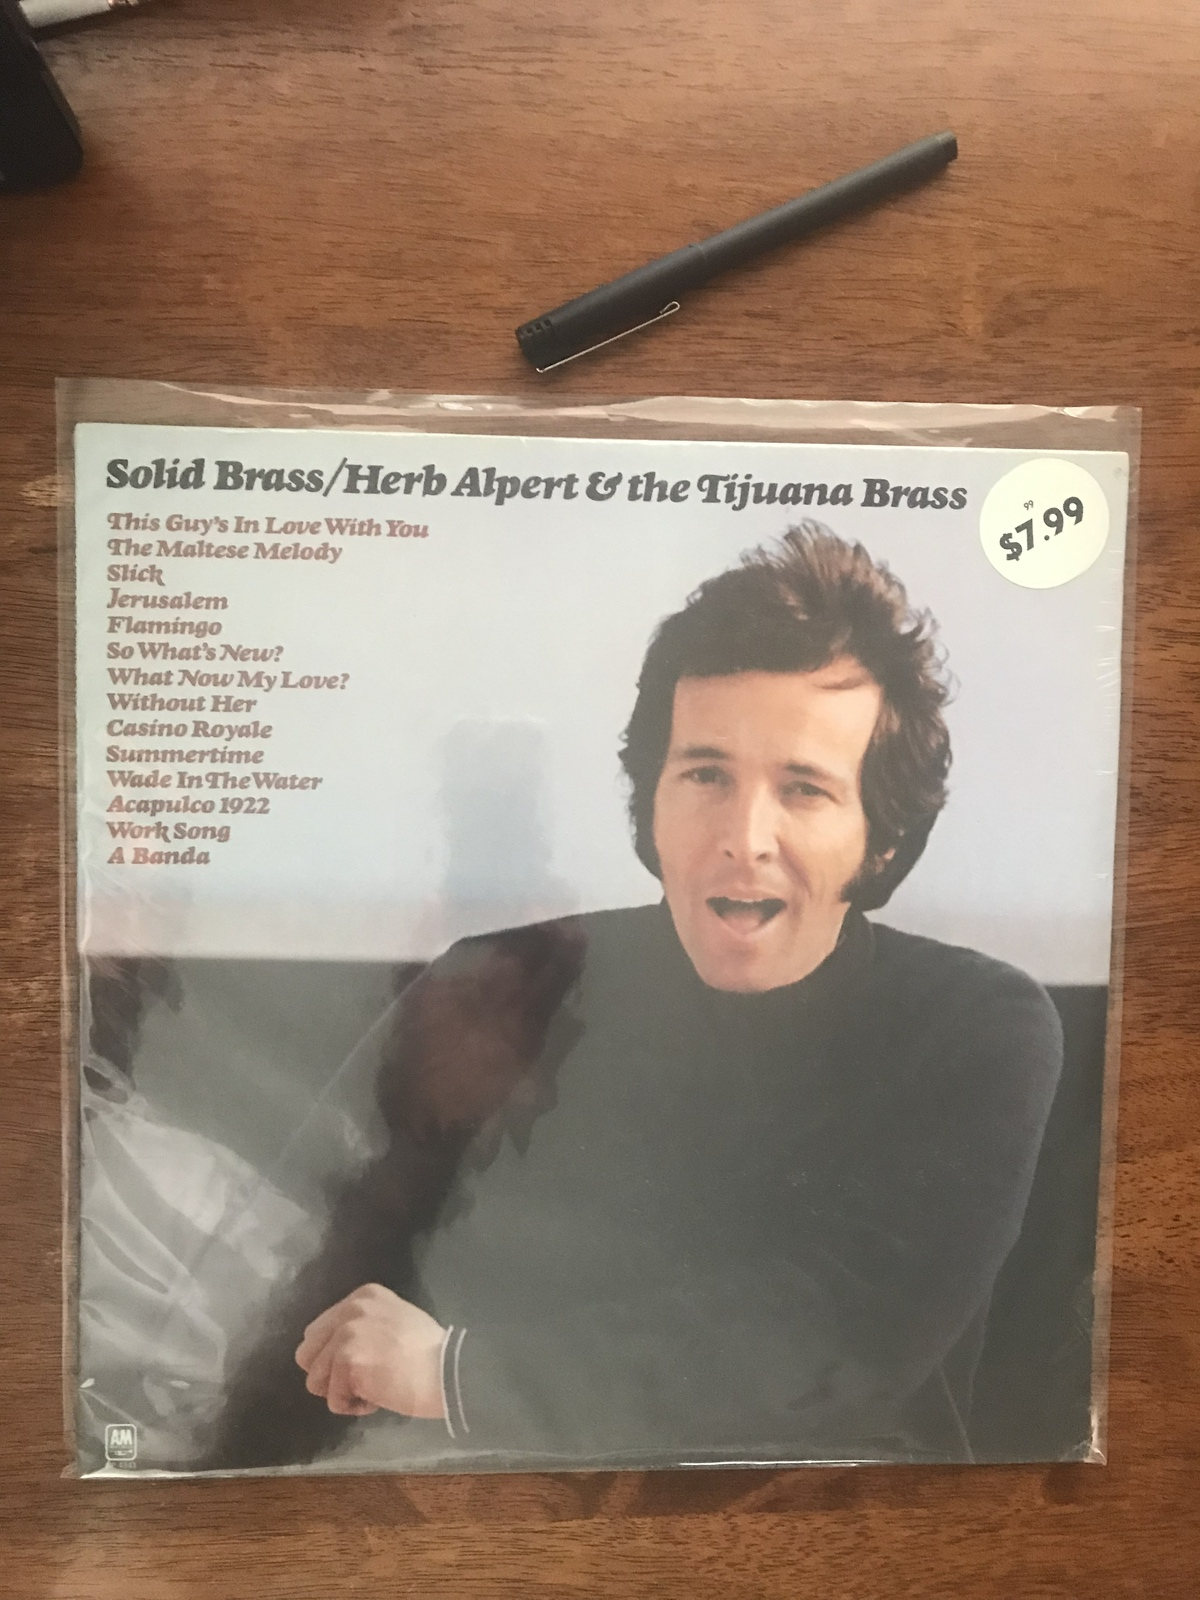 Solid Brass/Herb Alpert & the Tijuana Brass
99
$7.99
This Guy's In Love With You
The Maltese Melody
Slick
Jerusalem
Flamingo
So What's New?
What Now My Love?
Without Her
Casino Royale
Summertime
Wade In The Water
Acapulco 1922
Work Song
A Banda
AM